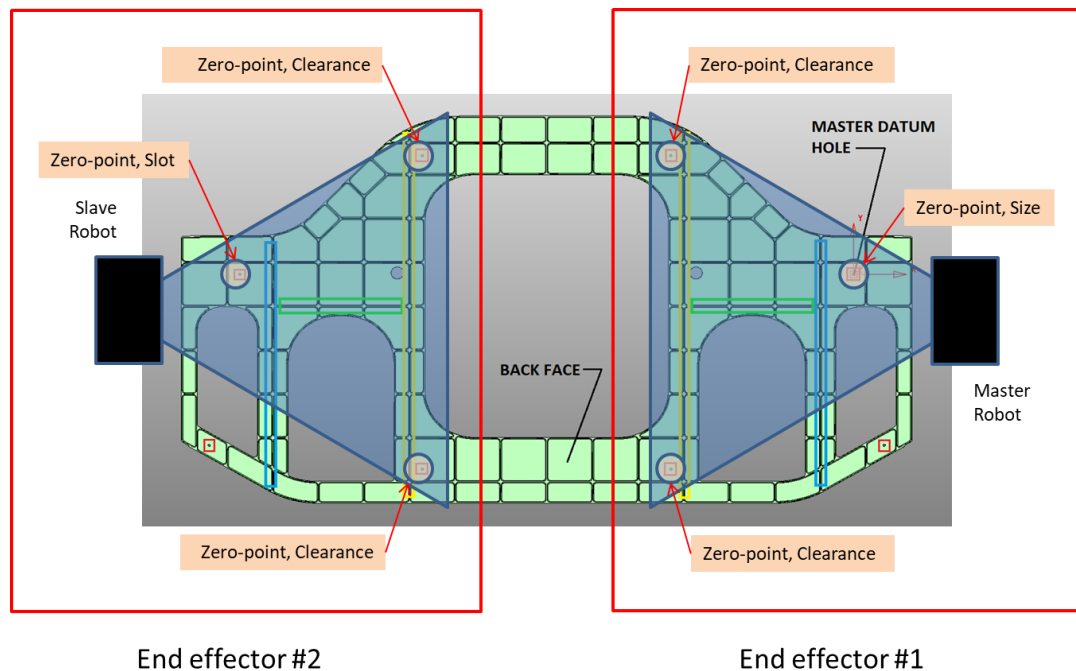 Zero-point, Clearance
Zero-point, Clearance
MASTER DATUM
HOLE
Zero-point, Slot
Zero-point, Size
Slave
Robot
Y
BACK FACE
Master
Robot
Zero-point, Clearance
Zero-point, Clearance
End effector #2
End effector #1